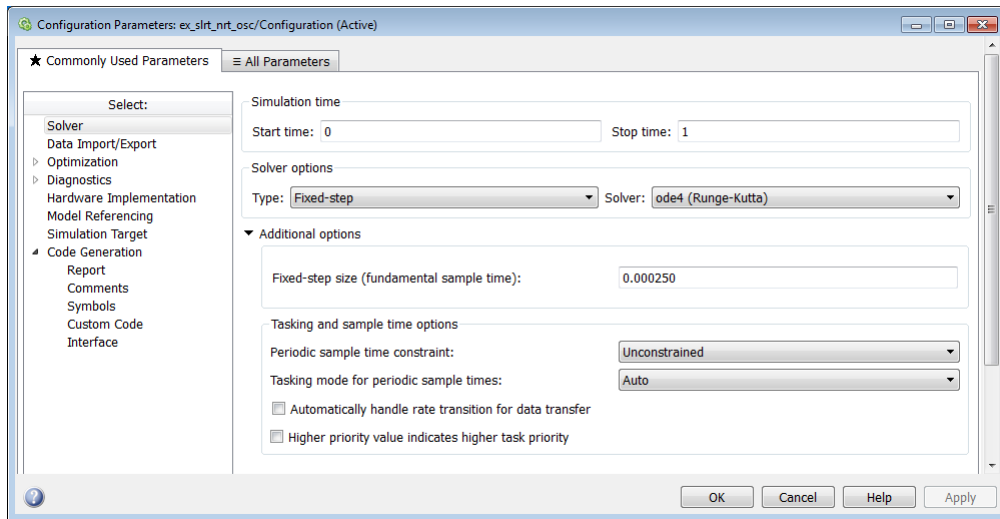 Configuration Parameters: ex_slrt_nrt_osc/Configuration (Active)
★ Commonly Used Parameters
≡ All Parameters
Select:
Solver
Data Import/Export
Optimization
Diagnostics
Hardware Implementation
Model Referencing
Simulation Target
Code Generation
Report
Comments
Symbols
Custom Code
Interface
Simulation time
Start time: 0 Stop time: 1
Solver options
Type: Fixed-step Solver: ode4 (Runge-Kutta)
Additional options
Fixed-step size (fundamental sample time): 0.000250
Tasking and sample time options
Periodic sample time constraint: Unconstrained
Tasking mode for periodic sample times: Auto
Automatically handle rate transition for data transfer
Higher priority value indicates higher task priority
? OK Cancel Help Apply